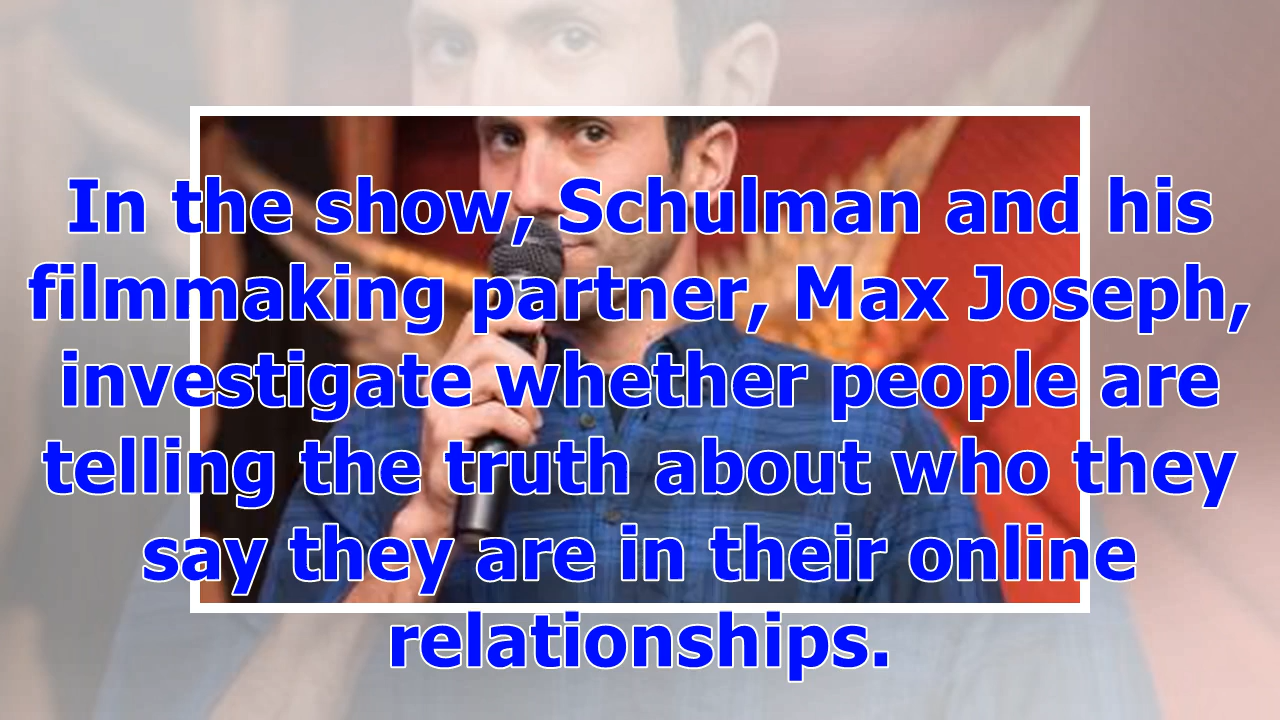 In the show, Schulman and his
filmmaking partner, Max Joseph,
investigate whether people are
telling the truth about who they
say they are in their online
relationships.